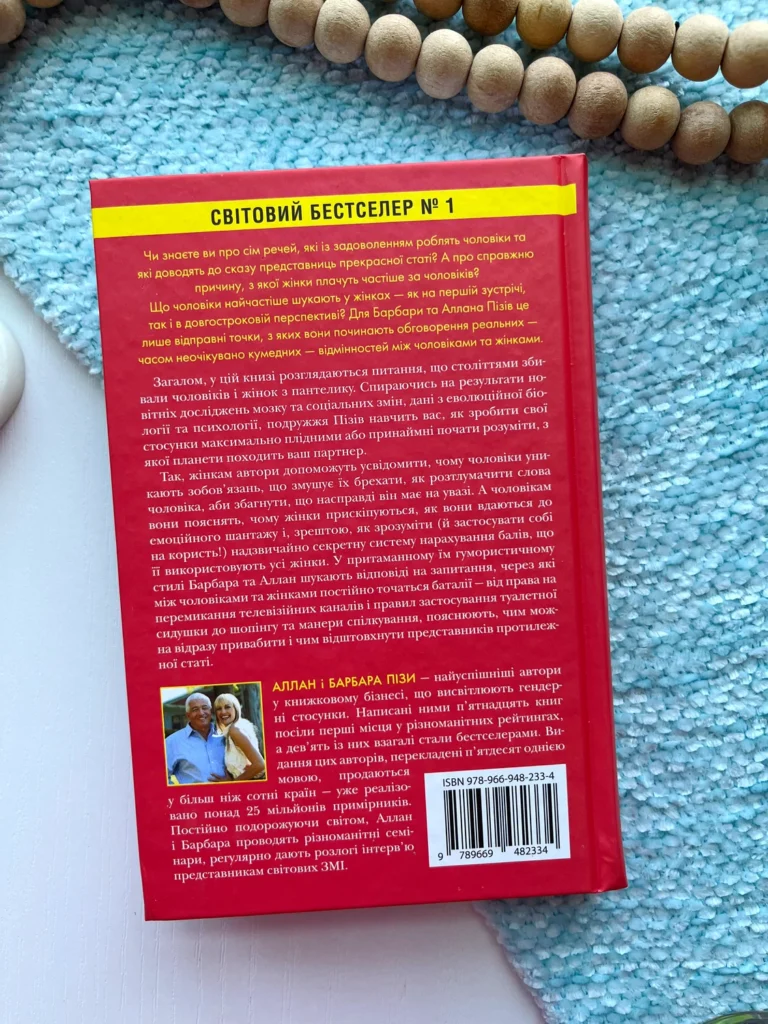 СВІТОВИЙ БЕСТСЕЛЕР № 1
Чи знаєте ви про сім речей, які із задоволенням роблять чоловіки та
які доводять до сказу представниць прекрасної статі? А про справжню
причину, з якої жінки плачуть частіше за чоловіків?
Що чоловіки найчастіше шукають у жінках — як на першій зустрічі,
так і в довгостроковій перспективі? Для Барбари та Аллана Пізів це
лише відправні точки, з яких вони починають обговорення реальних —
часом неочікувано кумедних — відмінностей між чоловіками та жінками.
Загалом, у цій книзі розглядаються питання, що століттями зби-
вали чоловіків і жінок з пантелику. Спираючись на результати но-
вітніх досліджень мозку та соціальних змін, дані з еволюційної біо-
логії та психології, подружжя Пізів навчить вас, як зробити свої
стосунки максимально плідними або принаймні почати розуміти, з
якої планети походить ваш партнер.
Так, жінкам автори допоможуть усвідомити, чому чоловіки уни-
кають зобов'язань, що змушує їх брехати, як розтлумачити слова
чоловіка, аби збагнути, що насправді він має на увазі. А чоловікам
вони пояснять, чому жінки прискіпуються, як вони вдаються до
емоційного шантажу і, зрештою, як зрозуміти (й застосувати собі
на користь!) надзвичайно секретну систему нарахування балів, що
її використовують усі жінки. У притаманному їм гумористичному
стилі Барбара та Аллан шукають відповіді на запитання, через які
між чоловіками та жінками постійно точаться баталії — від права на
перемикання телевізійних каналів і правил застосування туалетної
сидушки до шопінгу та манери спілкування, пояснюють, чим мож-
на відразу привабити і чим відштовхнути представників протилеж-
ної статі.
АЛЛАН і БАРБАРА ПІЗИ — найуспішніші автори
у книжковому бізнесі, що висвітлюють гендер-
ні стосунки. Написані ними п'ятнадцять книг
посіли перші місця у різноманітних рейтингах,
а дев'ять із них взагалі стали бестселерами. Ви-
дання цих авторів, перекладені п'ятдесят однією
мовою, продаються
у більш ніж сотні країн — уже реалізо-
вано понад 25 мільйонів примірників.
Постійно подорожуючи світом, Аллан
і Барбара проводять різноманітні семі-
нари, регулярно дають розлогі інтерв'ю
представникам світових ЗМІ.
ISBN 978-966-948-233-4
9 789669 482334